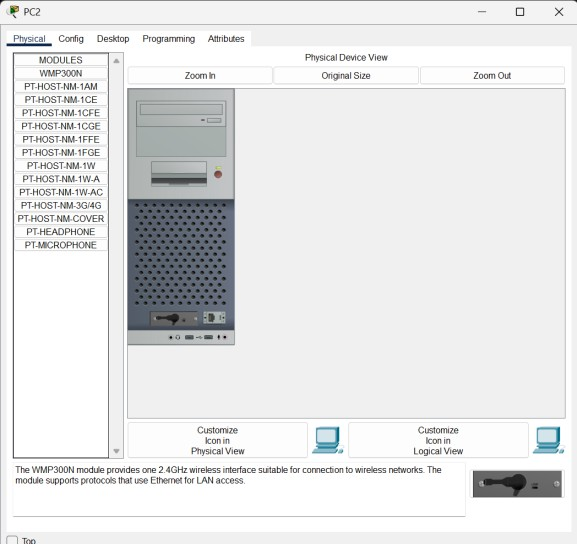 PC2
Physical Config Desktop Programming Attributes
MODULES
WMP300N
PT-HOST-NM-1AM
PT-HOST-NM-1CE
PT-HOST-NM-1CFE
PT-HOST-NM-1CGE
PT-HOST-NM-1FFE
PT-HOST-NM-1FGE
PT-HOST-NM-1W
PT-HOST-NM-1W-A
PT-HOST-NM-1W-AC
PT-HOST-NM-3G/4G
PT-HOST-NM-COVER
PT-HEADPHONE
PT-MICROPHONE
Physical Device View
Zoom In Original Size Zoom Out
Customize
Icon in
Physical View
Customize
Icon in
Logical View
The WMP300N module provides one 2.4GHz wireless interface suitable for connection to wireless networks. The
module supports protocols that use Ethernet for LAN access.
Top